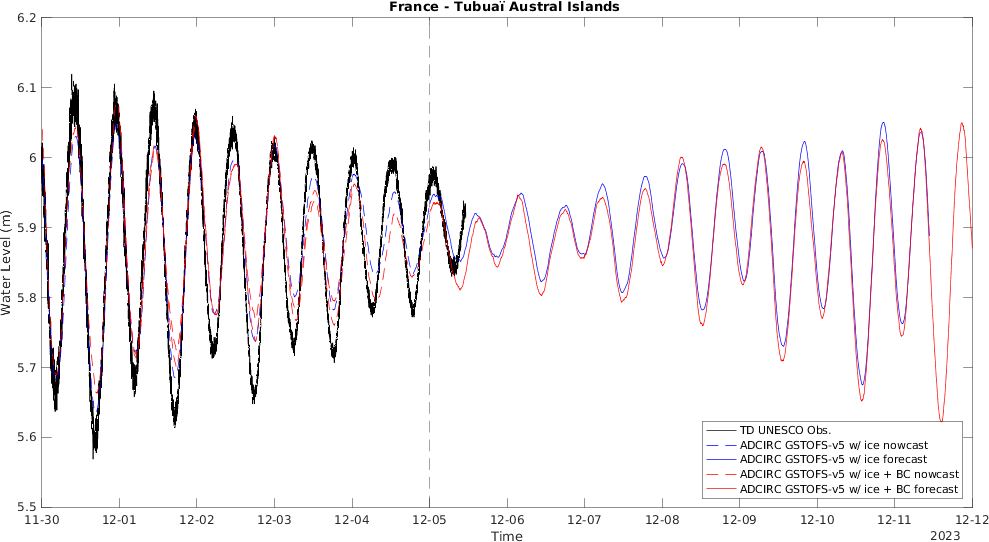 France - Tubuaï Austral Islands
6.2
6.1
6
5.9
5.8
5.7
5.6
5.5
Water Level (m)
TD UNESCO Obs.
ADCIRC GSTOFS-v5 w/ ice nowcast
ADCIRC GSTOFS-v5 w/ ice forecast
ADCIRC GSTOFS-v5 w/ ice + BC nowcast
ADCIRC GSTOFS-v5 w/ ice + BC forecast
11-30 12-01 12-02 12-03 12-04 12-05 12-06 12-07 12-08 12-09 12-10 12-11 12-12
Time
2023